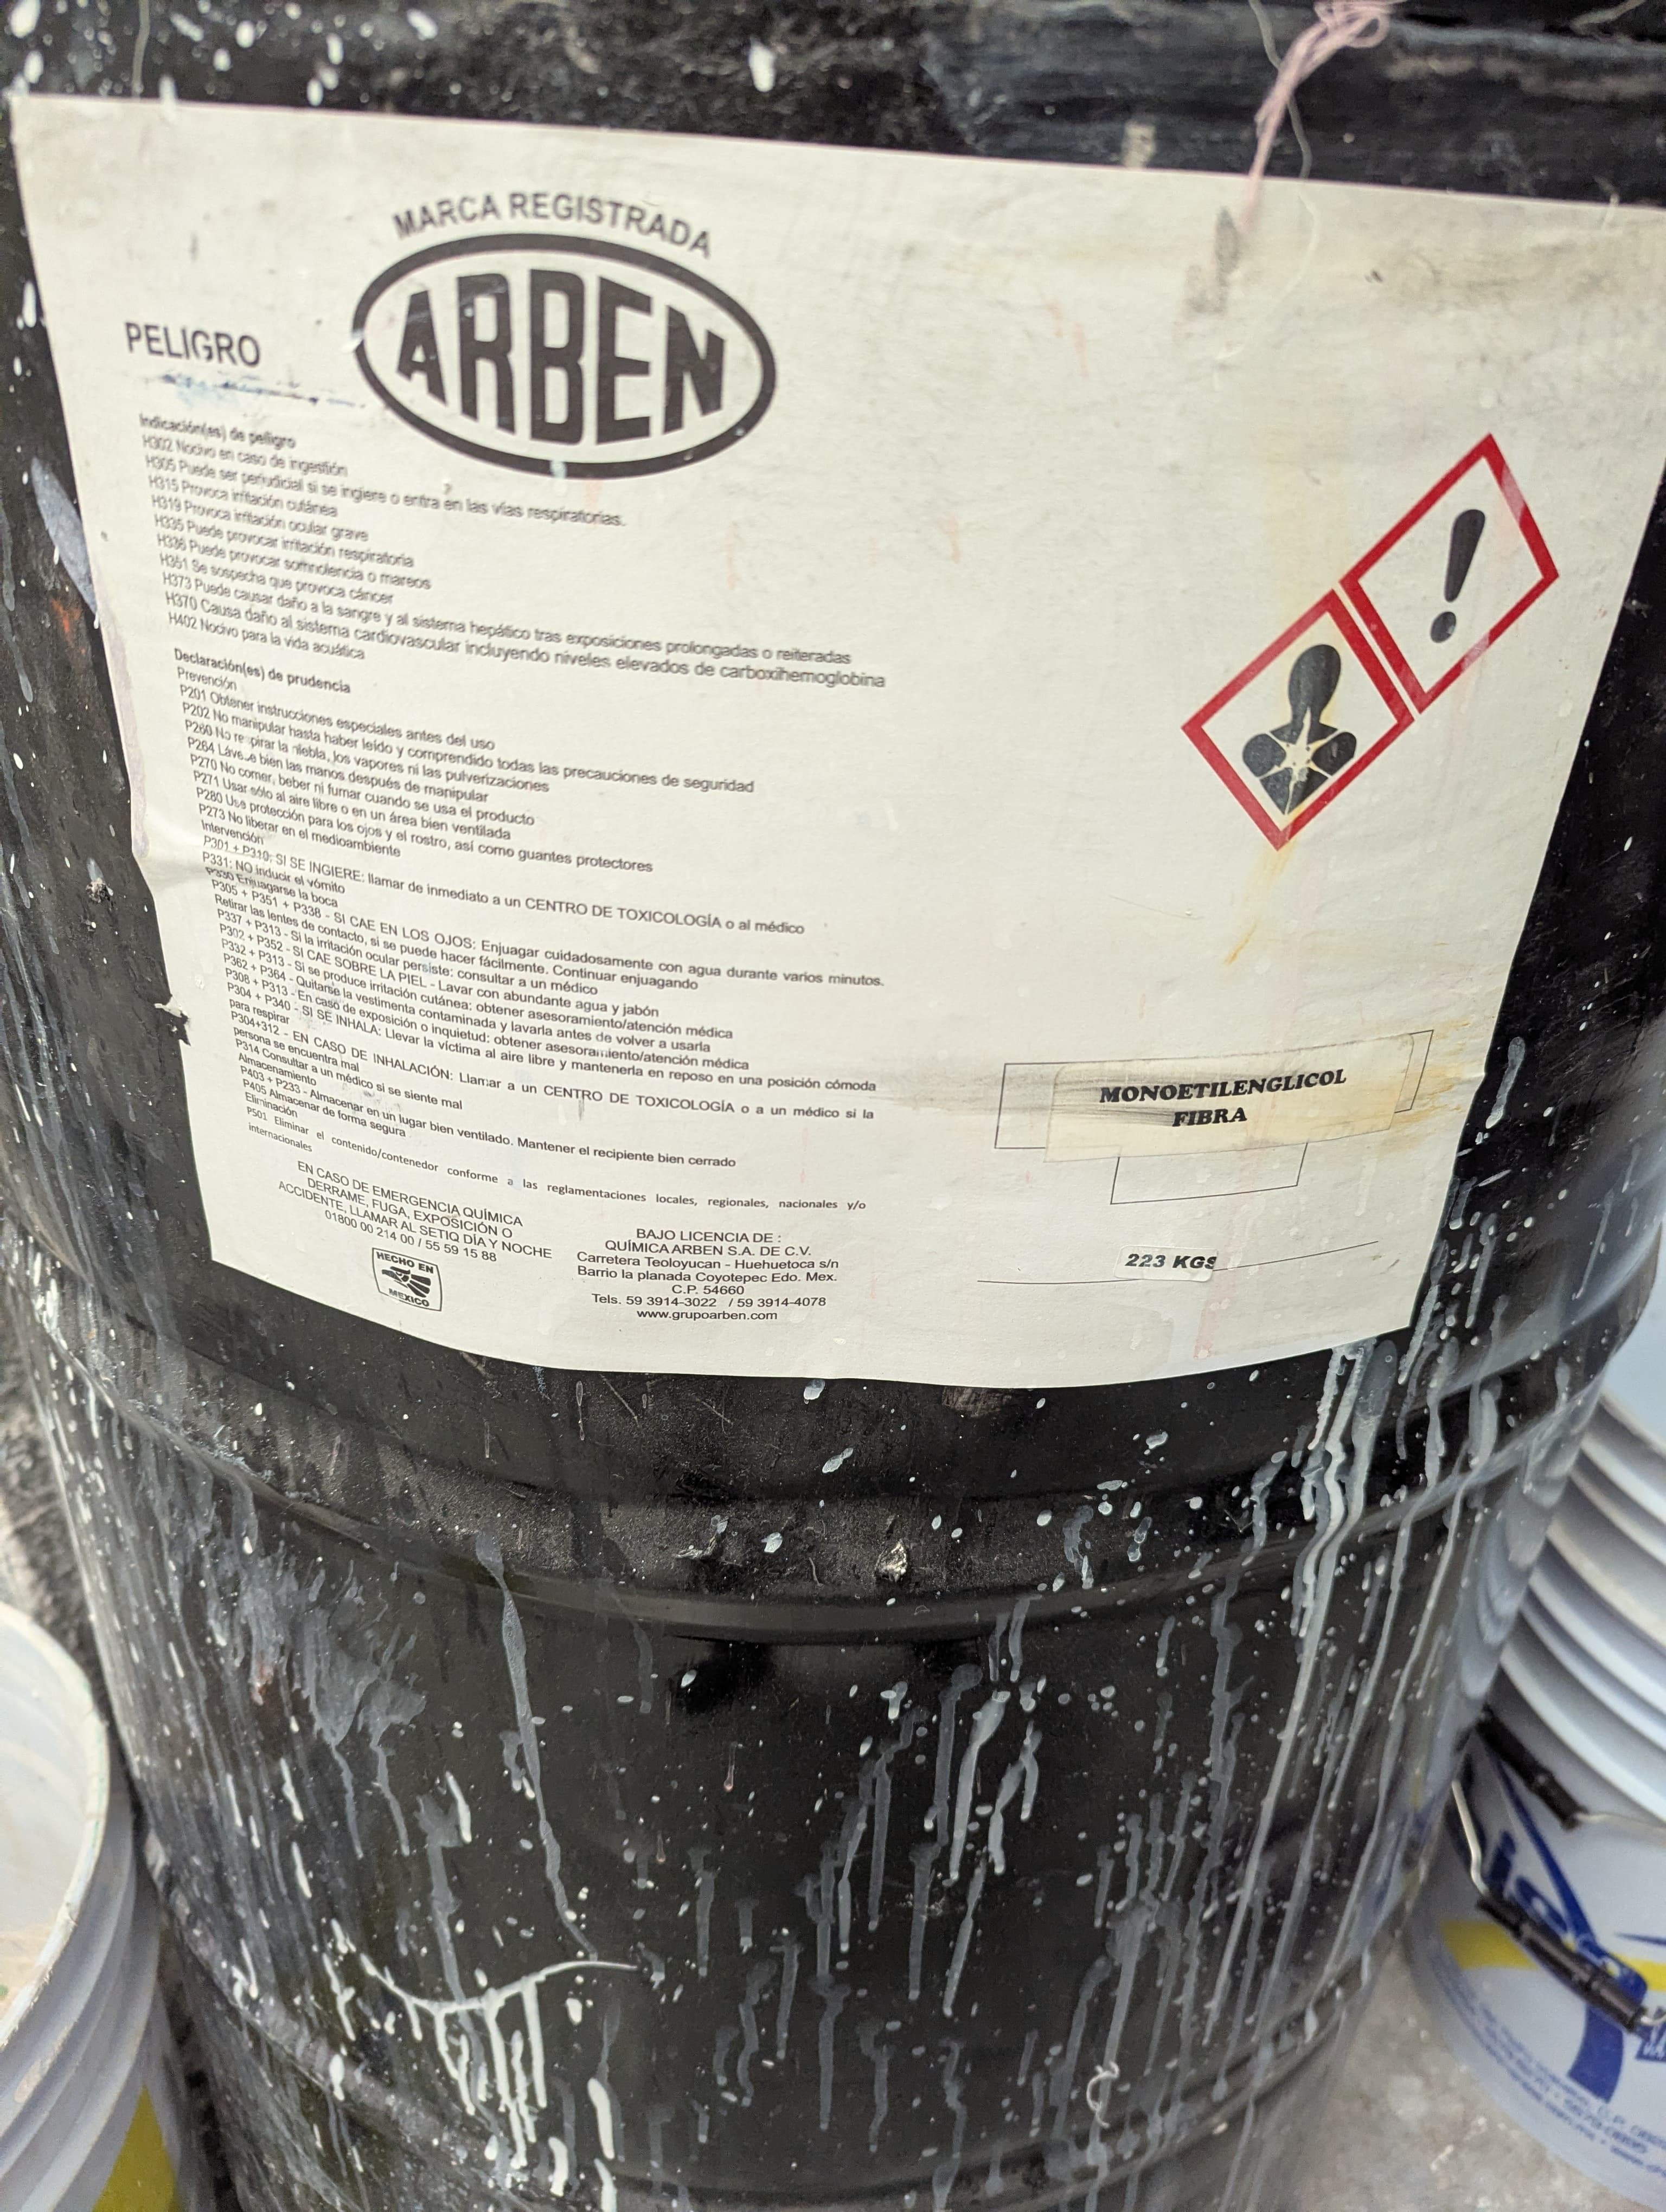 MARCA REGISTRADA
ARBEN
PELIGRO
Indicación(es) de peligro
H302 Nocivo en caso de ingestión
H305 Puede ser perjudicial si se ingiere o entra en las vías respiratorias.
H315 Provoca irritación cutánea
H319 Provoca irritación ocular grave
H335 Puede provocar irritación respiratoria
H336 Puede provocar somnolencia o mareos
H351 Se sospecha que provoca cáncer
H373 Puede causar daño a la sangre y al sistema hepático tras exposiciones prolongadas o reiteradas
H370 Causa daño al sistema cardiovascular incluyendo niveles elevados de carboxihemoglobina
H402 Nocivo para la vida acuática
Declaración(es) de prudencia
Prevención
P201 Obtener instrucciones especiales antes del uso
P202 No manipular hasta haber leído y comprendido todas las precauciones de seguridad
P260 No respirar la niebla, los vapores ni las pulverizaciones
P264 Lávese bien las manos después de manipular
P270 No comer, beber ni fumar cuando se usa el producto
P271 Usar sólo al aire libre o en un área bien ventilada
P280 Use protección para los ojos y el rostro, así como guantes protectores
P273 No liberar en el medioambiente
Intervención
P301 + P310; SI SE INGIERE: llamar de inmediato a un CENTRO DE TOXICOLOGÍA o al médico
P331: NO inducir el vómito
P330 Enjuagarse la boca
P305 + P351 + P338 - SI CAE EN LOS OJOS: Enjuagar cuidadosamente con agua durante varios minutos.
Retirar las lentes de contacto, si se puede hacer fácilmente. Continuar enjuagando
P337 + P313 - Si la irritación ocular persiste: consultar a un médico
P302 + P352 - SI CAE SOBRE LA PIEL - Lavar con abundante agua y jabón
P332 + P313 - Si se produce irritación cutánea: obtener asesoramiento/atención médica
P362 + P364 - Quitarse la vestimenta contaminada y lavarla antes de volver a usarla
P308 + P313 - En caso de exposición o inquietud: obtener asesoramiento/atención médica
P304 + P340 - SI SE INHALA: Llevar la víctima al aire libre y mantenerla en reposo en una posición cómoda
para respirar
P304+312 - EN CASO DE INHALACIÓN: Llamar a un CENTRO DE TOXICOLOGÍA o a un médico si la
persona se encuentra mal
P314 Consultar a un médico si se siente mal
Almacenamiento
P403 + P233 - Almacenar en un lugar bien ventilado. Mantener el recipiente bien cerrado
P405 Almacenar de forma segura
Eliminación
P501 Eliminar el contenido/contenedor conforme a las reglamentaciones locales, regionales, nacionales y/o
internacionales
EN CASO DE EMERGENCIA QUÍMICA
DERRAME, FUGA, EXPOSICIÓN O
ACCIDENTE, LLAMAR AL SETIQ DÍA Y NOCHE
01800 00 214 00 / 55 59 15 88
HECHO EN
MEXICO
BAJO LICENCIA DE :
QUÍMICA ARBEN S.A. DE C.V.
Carretera Teoloyucan - Huehuetoca s/n
Barrio la planada Coyotepec Edo. Mex.
C.P. 54660
Tels. 59 3914-3022 / 59 3914-4078
www.grupoarben.com
MONOETILENGLICOL
FIBRA
223 KGS